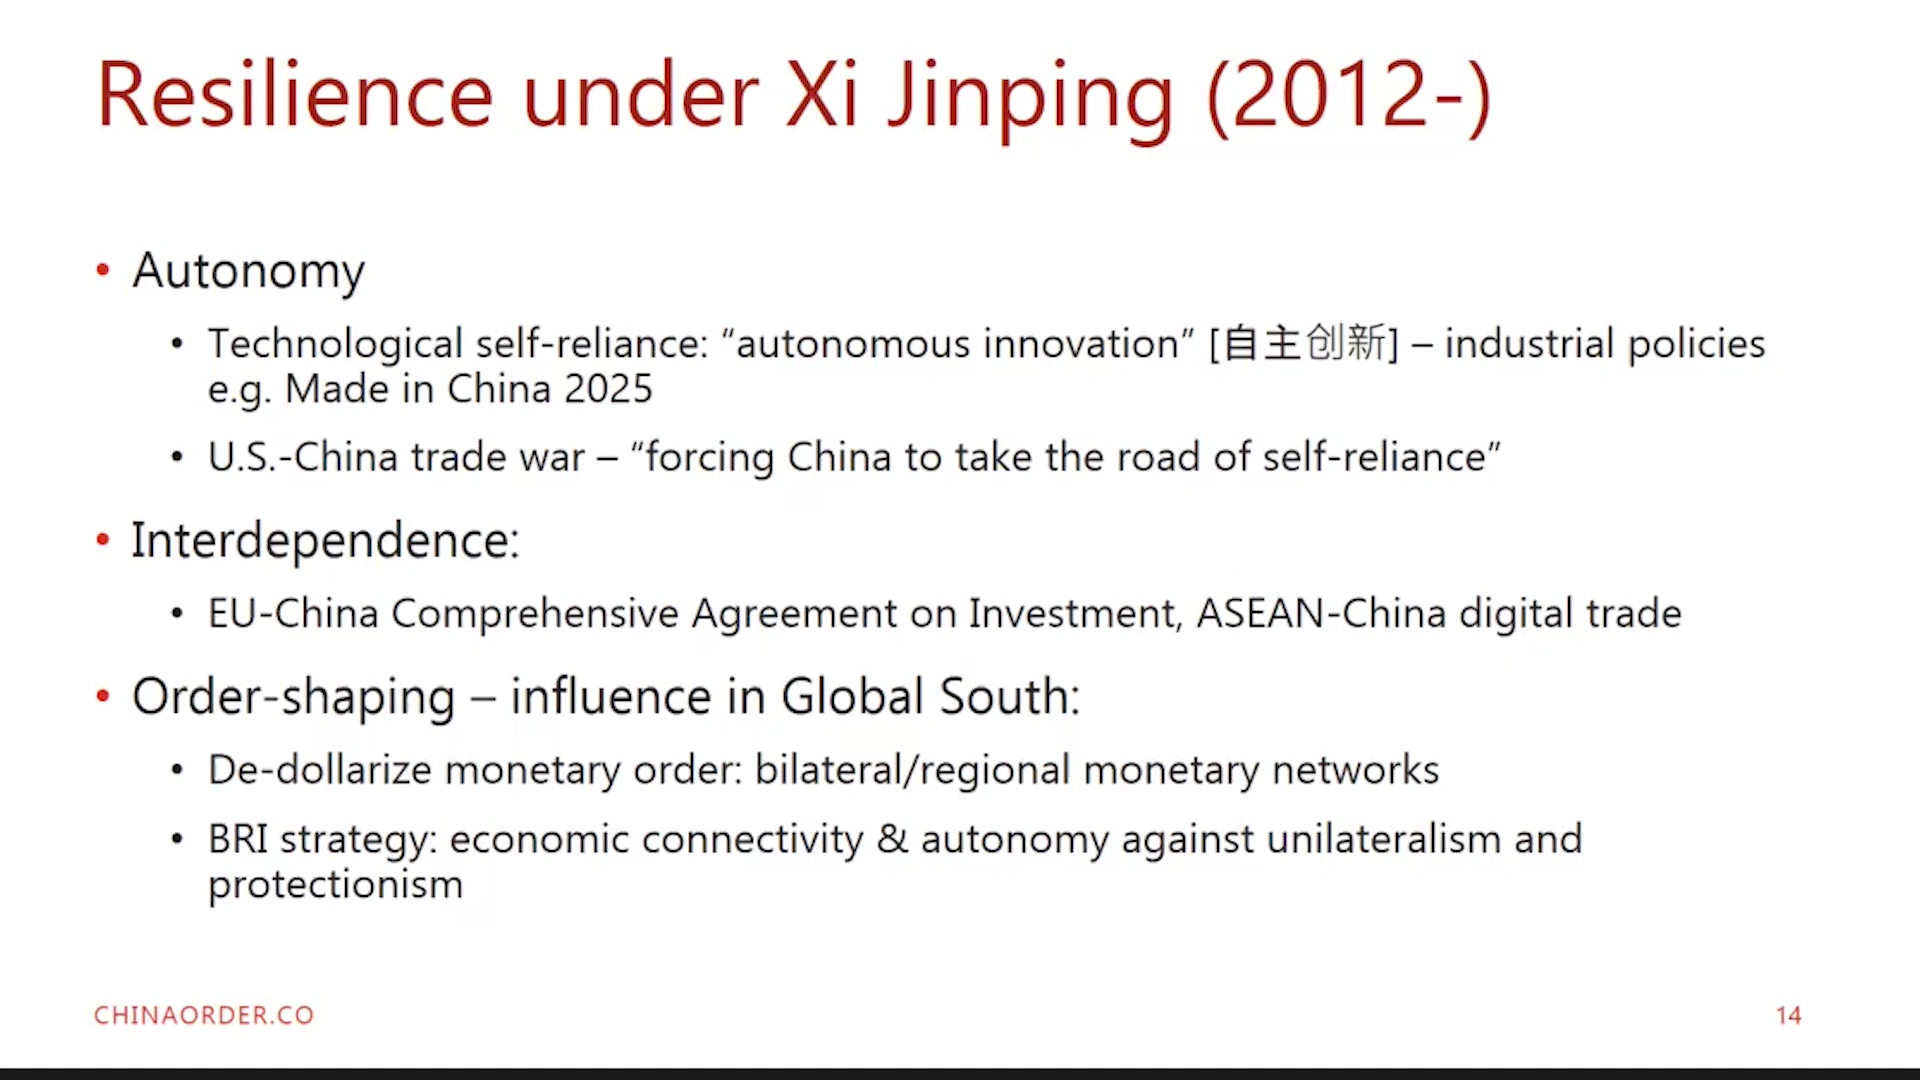 Resilience under Xi Jinping (2012-)
• Autonomy
• Technological self-reliance: “autonomous innovation” [自主创新] – industrial policies
e.g. Made in China 2025
• U.S.-China trade war – “forcing China to take the road of self-reliance”
• Interdependence:
• EU-China Comprehensive Agreement on Investment, ASEAN-China digital trade
• Order-shaping – influence in Global South:
• De-dollarize monetary order: bilateral/regional monetary networks
• BRI strategy: economic connectivity & autonomy against unilateralism and
protectionism
CHINAORDER.CO
14